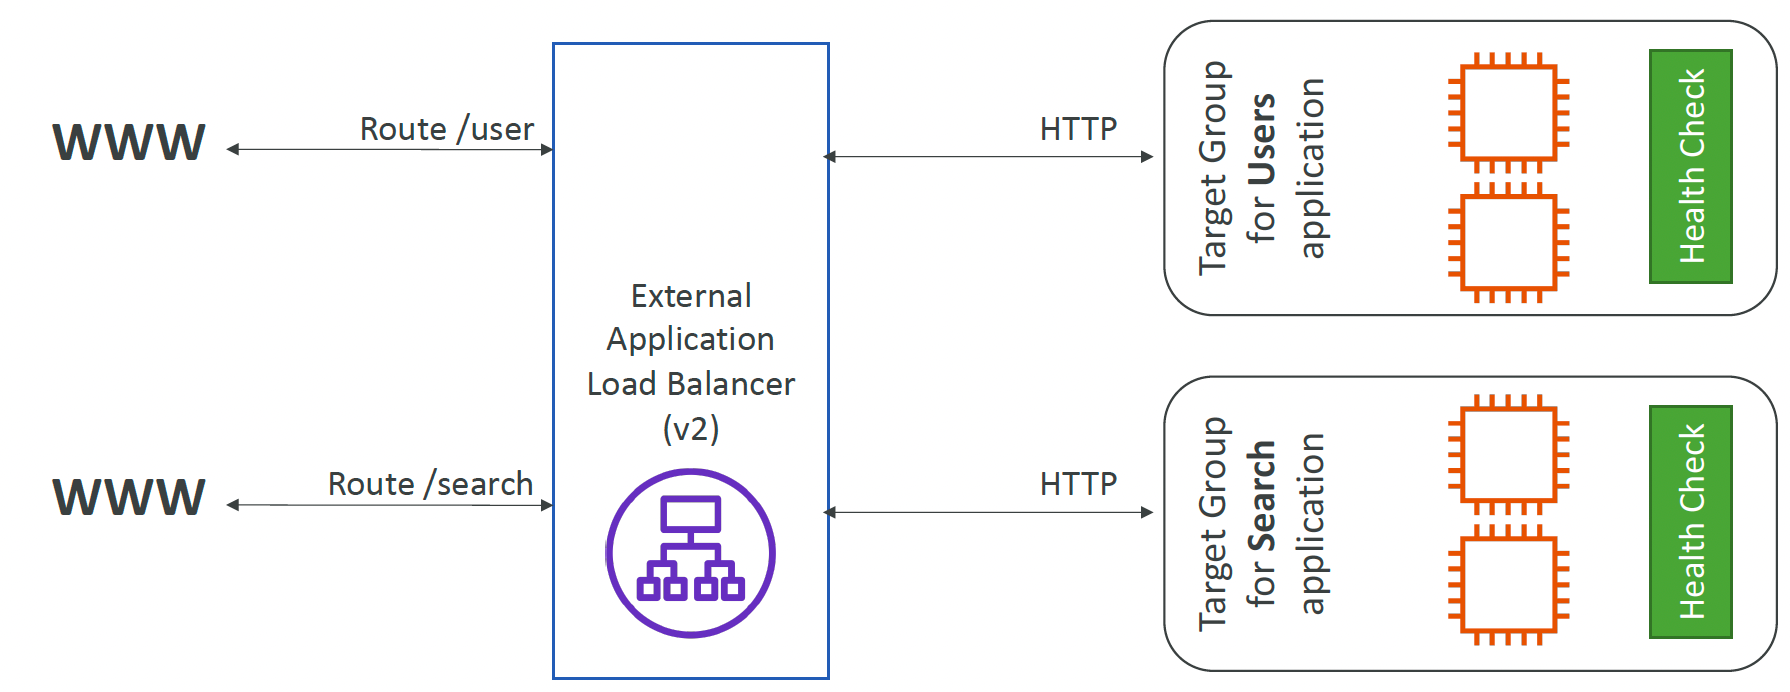 WWW
Route /user
HTTP
Target Group
for Users
application
Health Check
External
Application
Load Balancer
(v2)
WWW
Route /search
HTTP
Target Group
for Search
application
Health Check